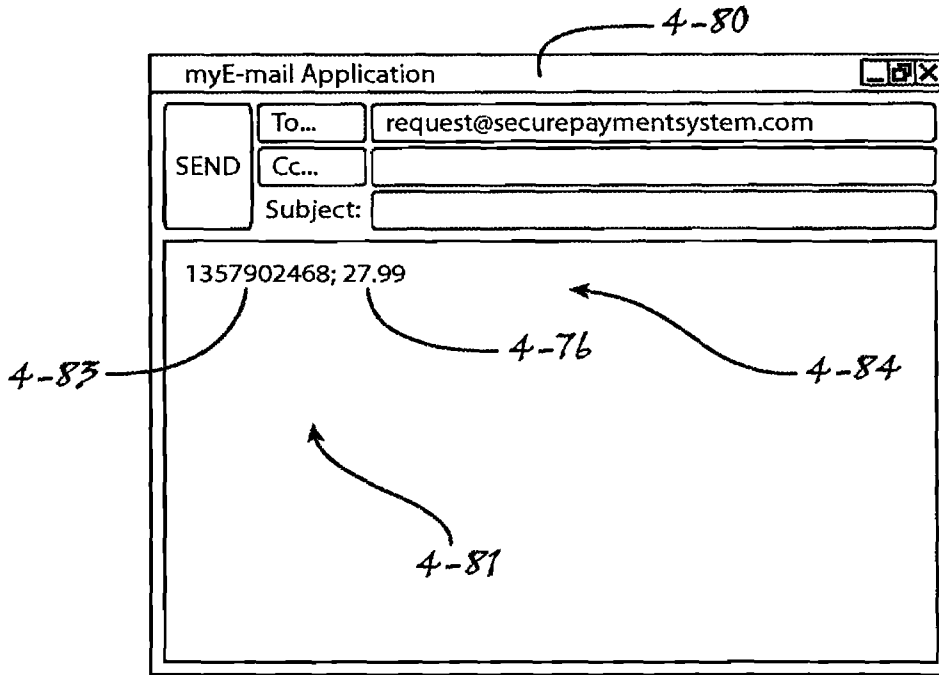 4-80
myE-mail Application
To... request@securepaymentsystem.com
SEND Cc...
Subject:
1357902468; 27.99
4-83 4-76 4-84
4-81